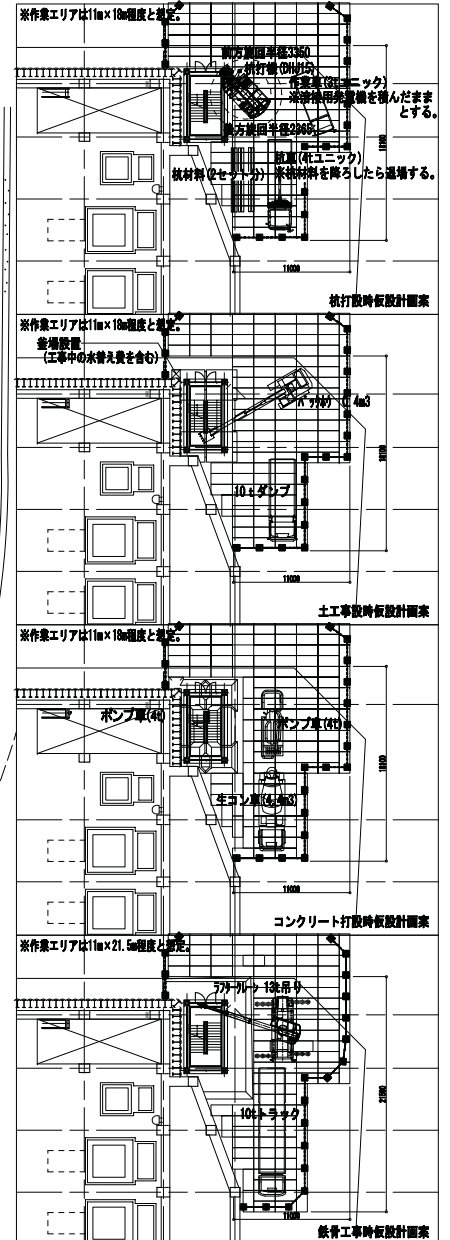 ※作業エリアは11m×18m程度と想定。
前方旋回半径3350
杭打機(DHJ15)
作業車(3tユニック)
※溶接用発電機を積んだまま
とする。
後方旋回半径2865
杭車(4tユニック)
杭材料(2セット分)
※杭材料を降ろしたら退場する。
11000
杭打設時仮設計画案
※作業エリアは11m×18m程度と想定。
釜場設置
(工事中の水替え費を含む)
10tダンプ
11000
土工事設時仮設計画案
※作業エリアは11m×18m程度と想定。
ポンプ車(4t)
ポンプ車(4t)
生コン車(4.4m3)
11000
コンクリート打設時仮設計画案
※作業エリアは11m×21.5m程度と想定。
ラフタークレーン 13t吊り
10tトラック
11000
鉄骨工事時仮設計画案